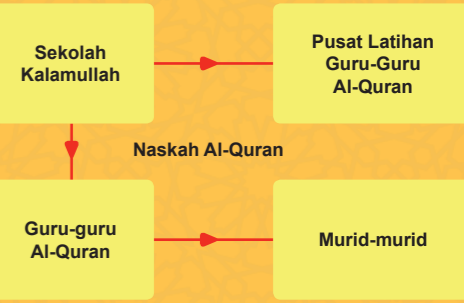 Sekolah
Kalamullah
Pusat Latihan
Guru-Guru
Al-Quran
Naskah Al-Quran
Guru-guru
Al-Quran
Murid-murid